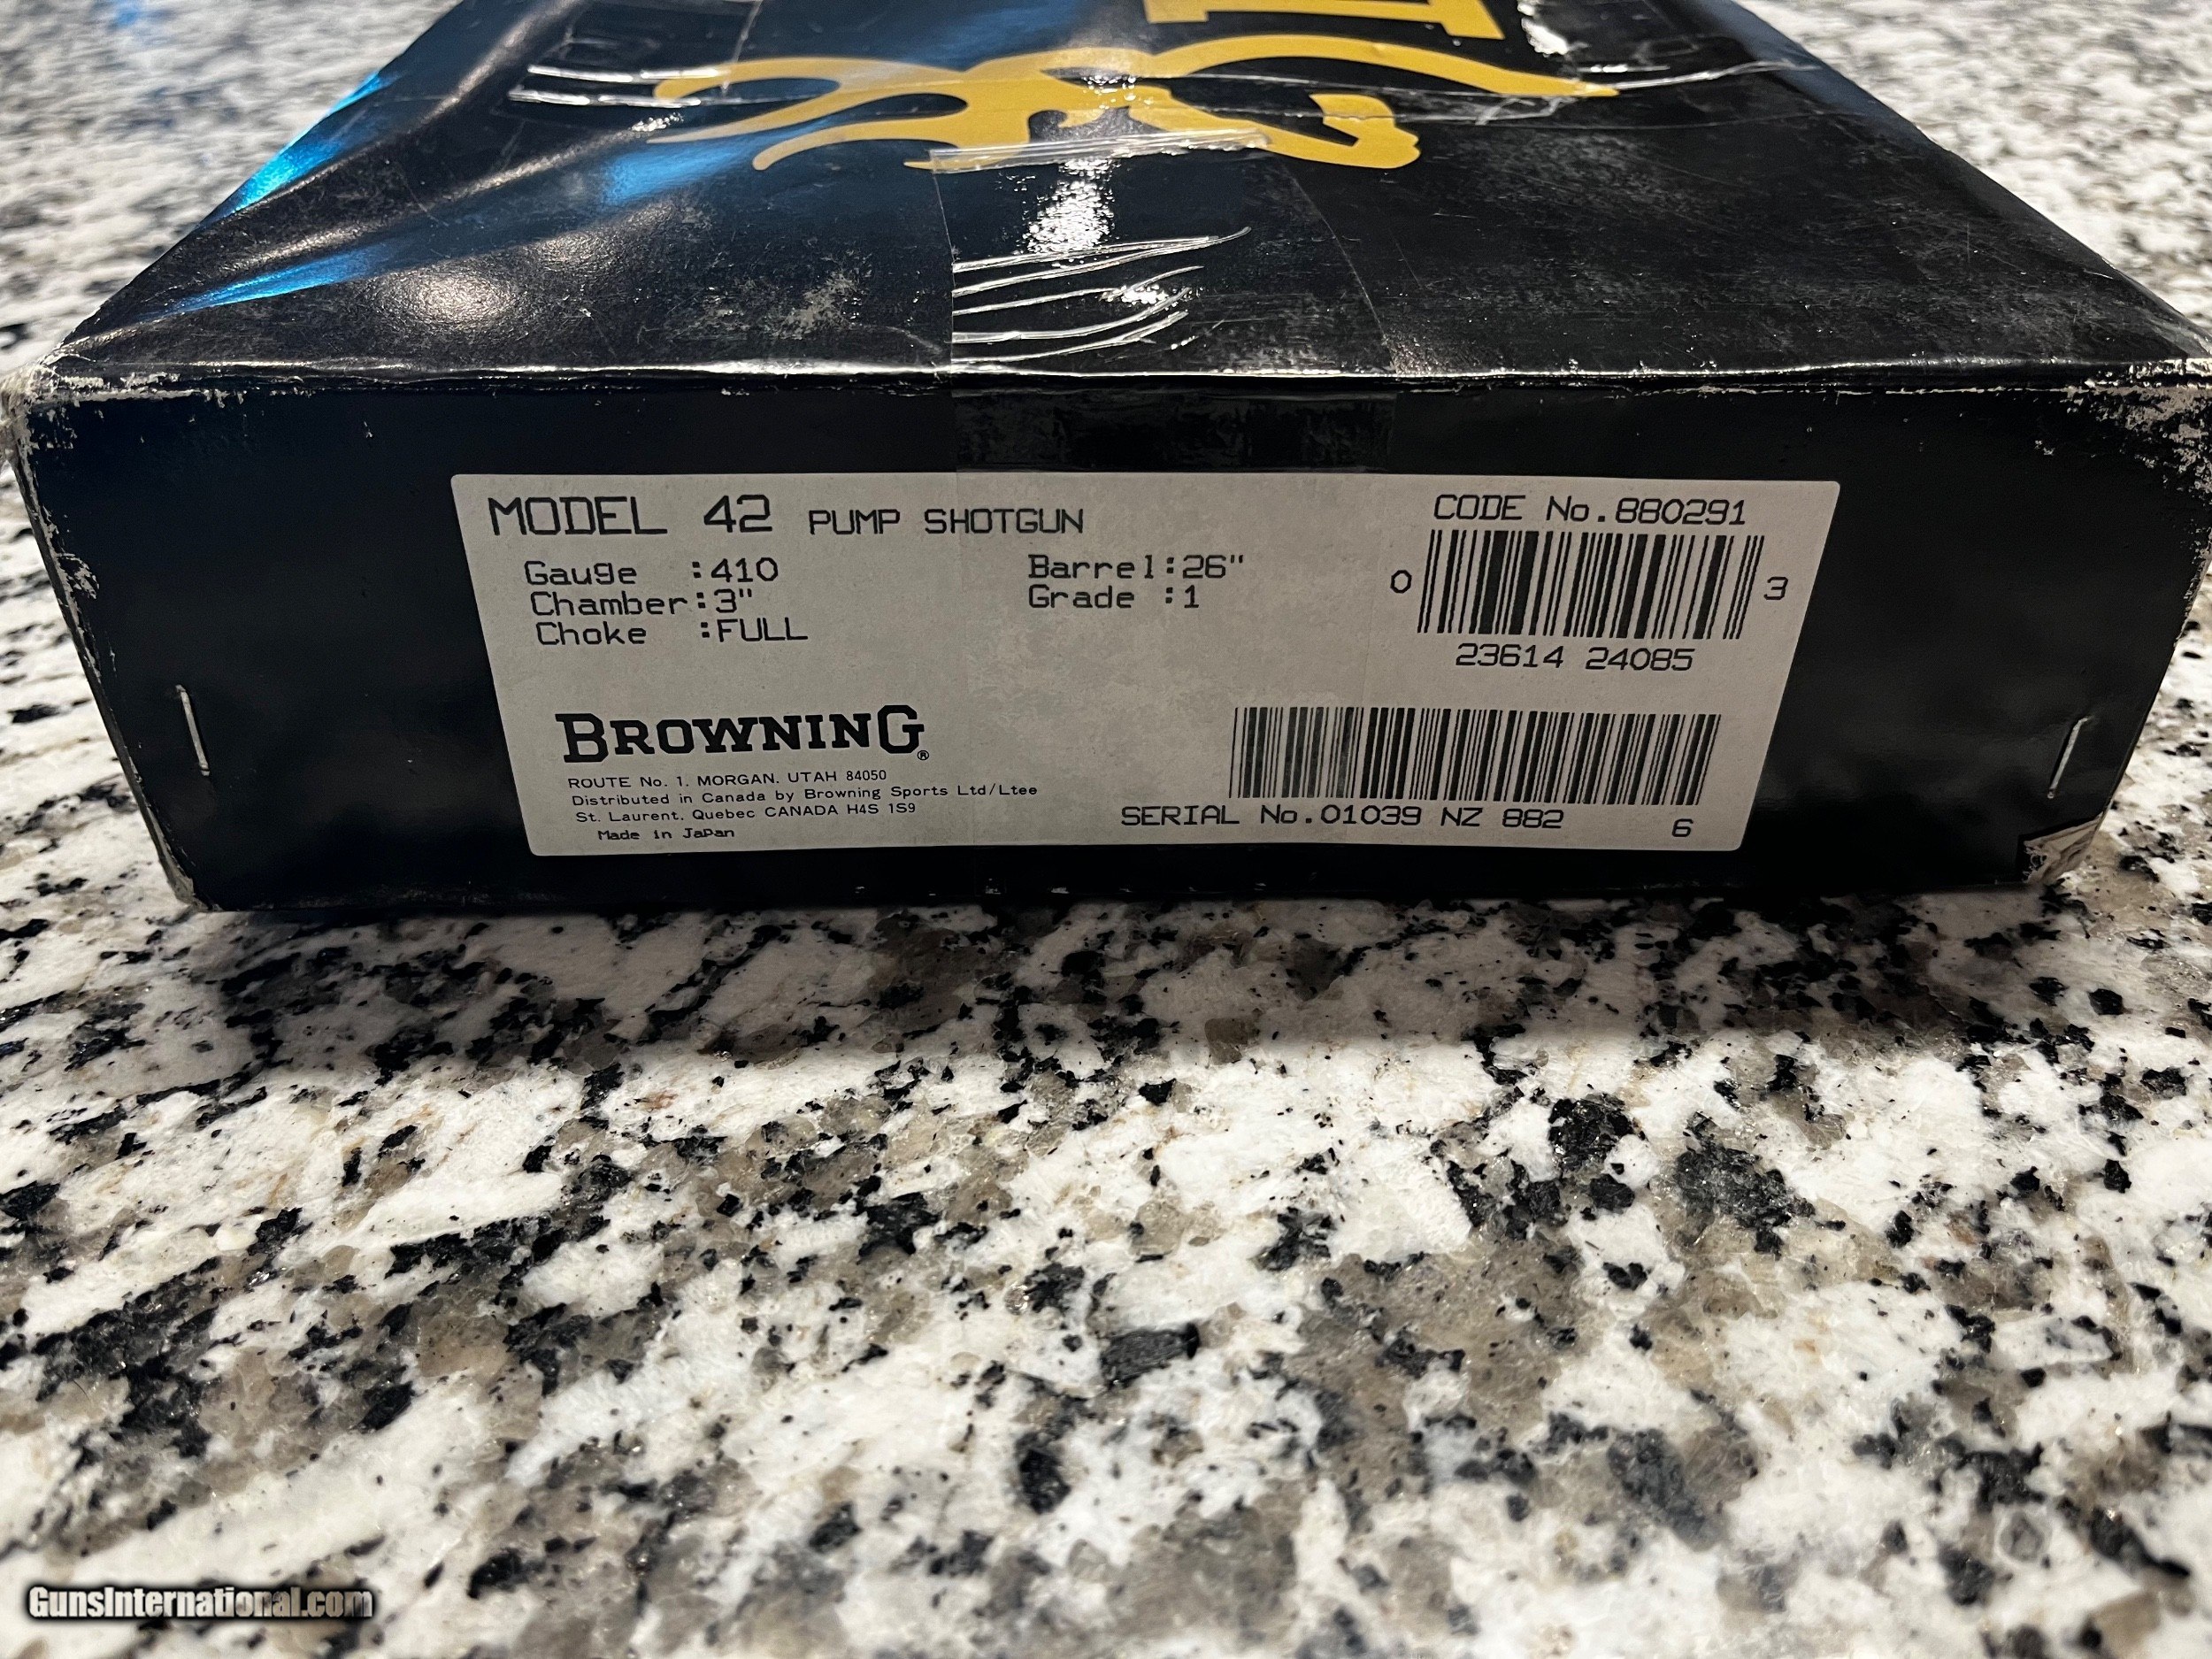 MODEL 42 PUMP SHOTGUN
Gauge :410
Chamber:3"
Choke :FULL
Barrel:26"
Grade :1
CODE No.880291
0 3
23614 24085
BROWNING®
ROUTE No. 1, MORGAN, UTAH 84050
Distributed in Canada by Browning Sports Ltd/Ltee
St. Laurent, Quebec CANADA H4S 1S9
Made in Japan
SERIAL No.01039 NZ 882 6
GunsInternational.com